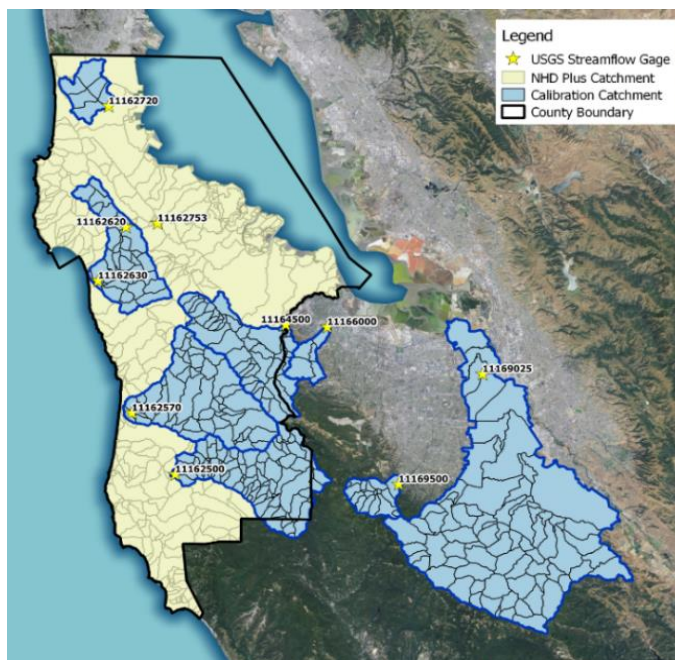 Legend
USGS Streamflow Gage
NHD Plus Catchment
Calibration Catchment
County Boundary
11162720
11162753
11162620
11162630
11164500
11166000
11169025
11162570
11162500
11169500